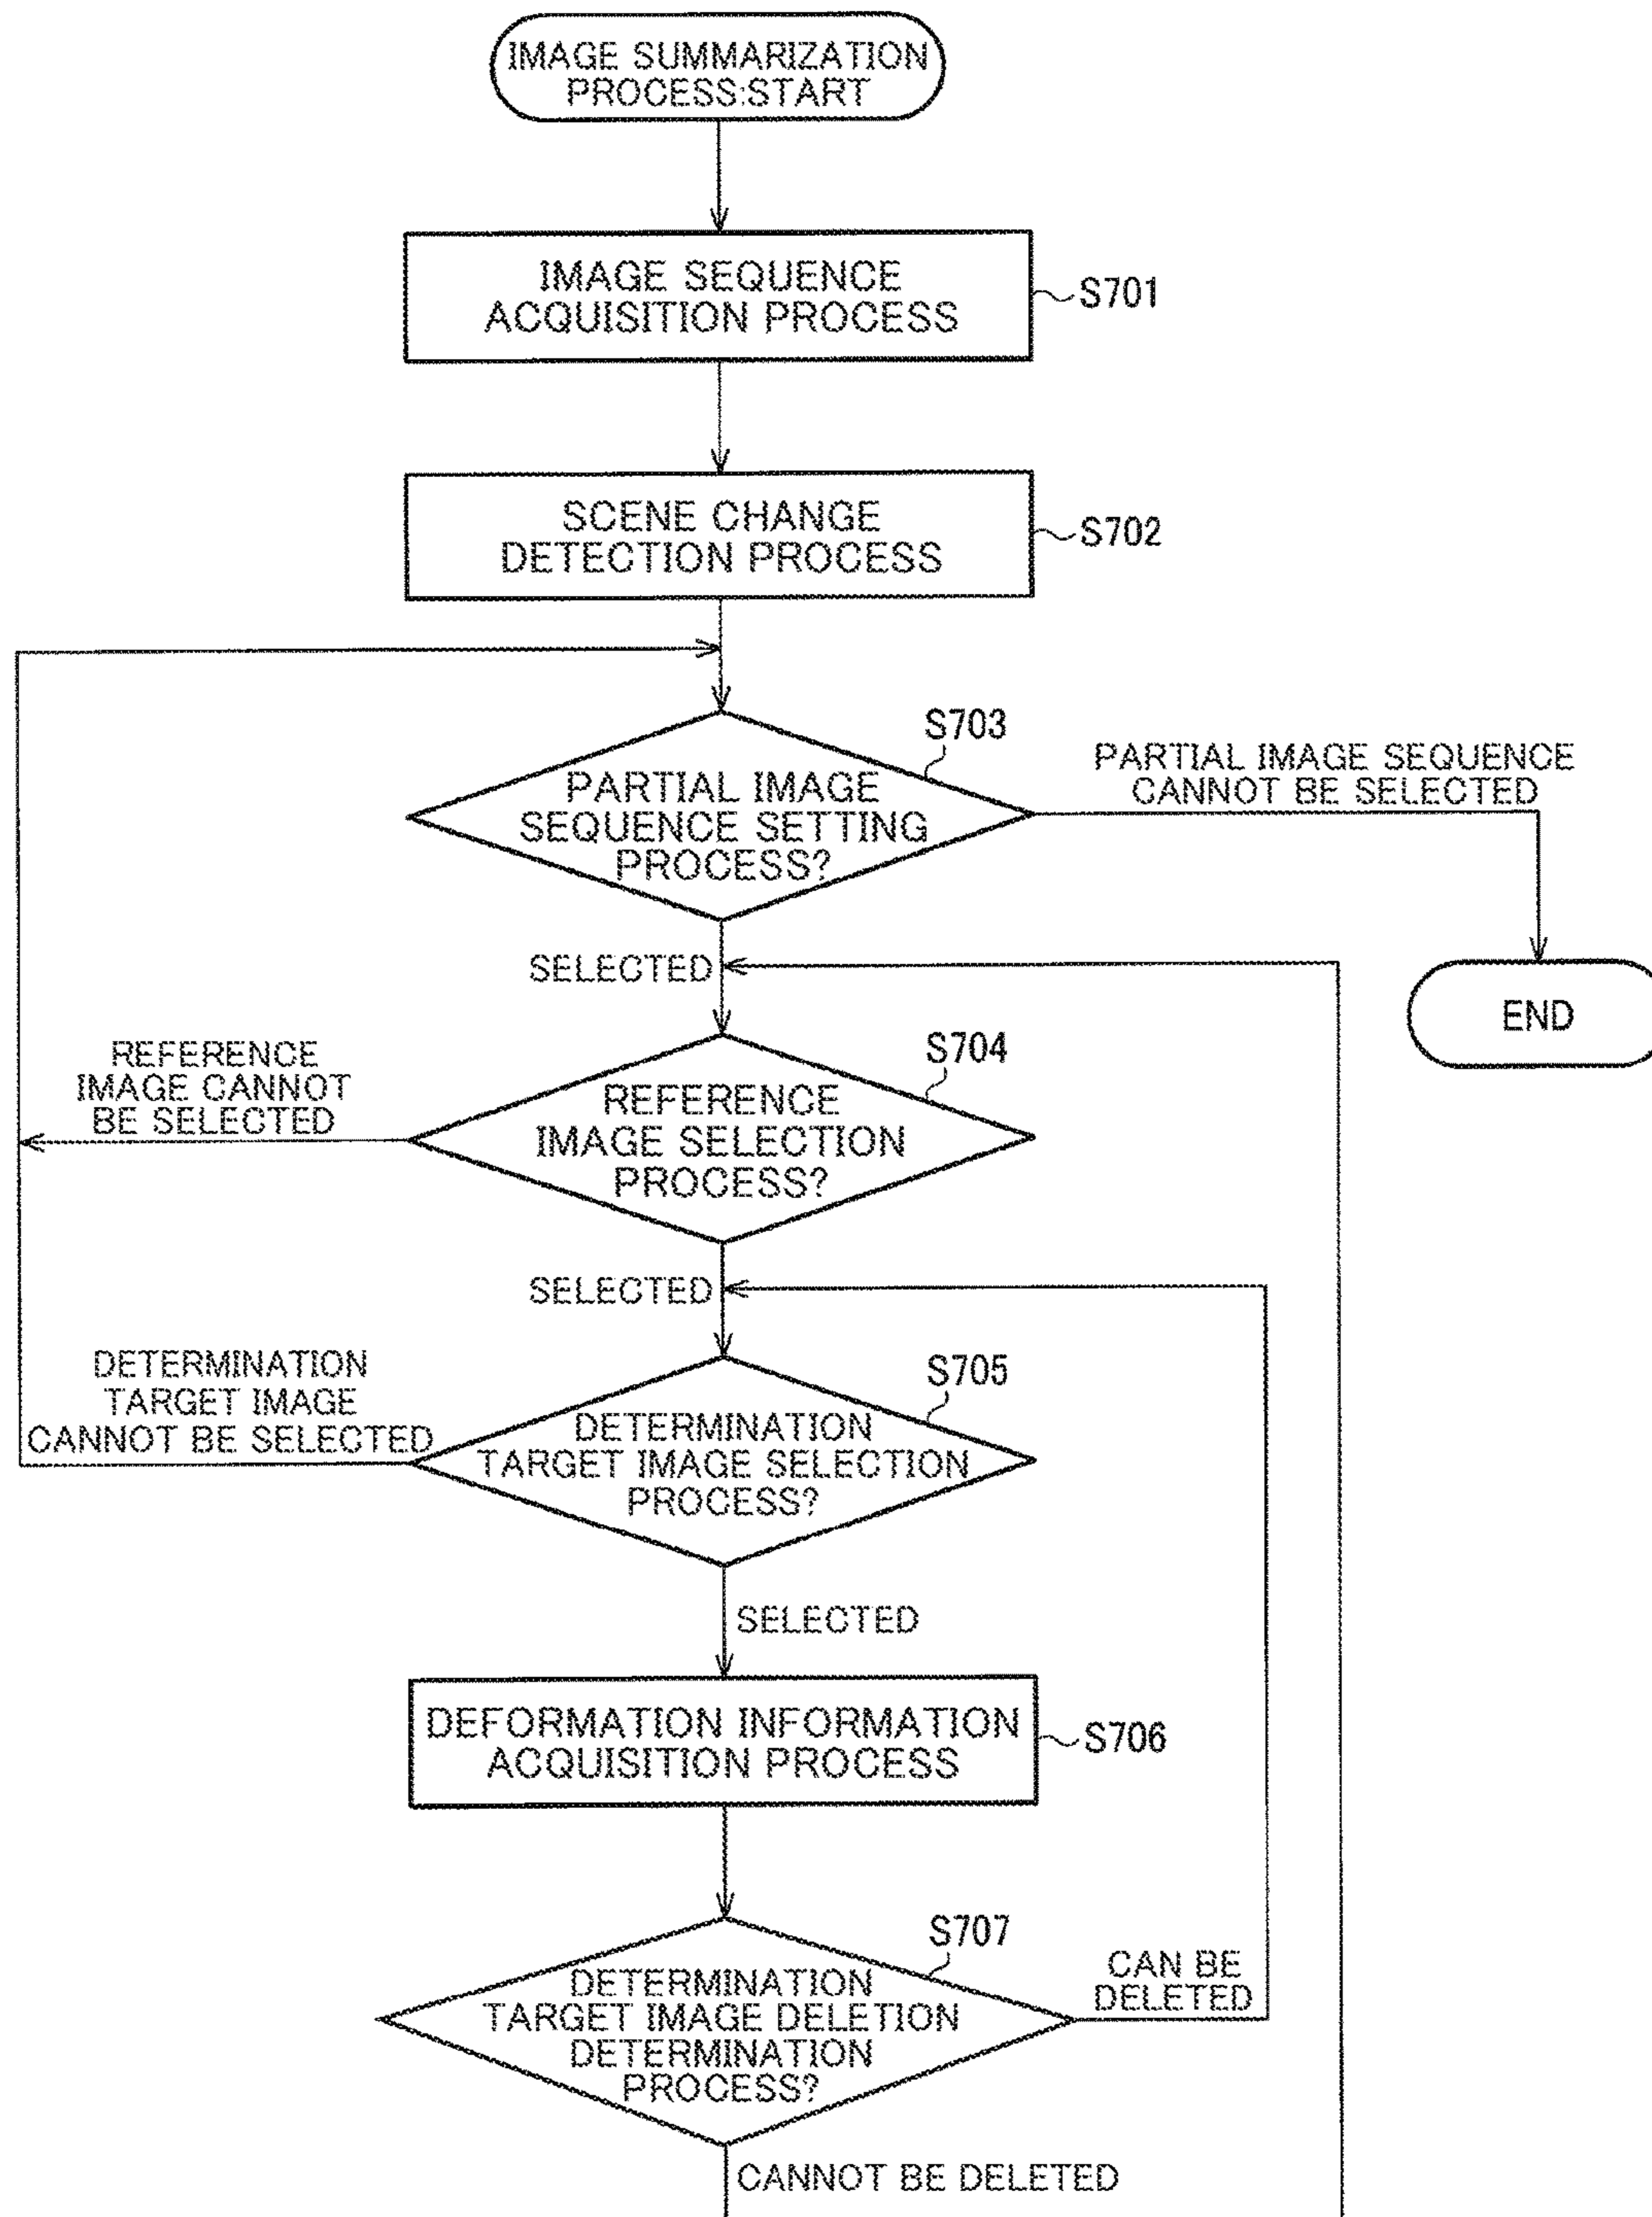 IMAGE SUMMARIZATION
PROCESS:START
IMAGE SEQUENCE
ACQUISITION PROCESS
S701
SCENE CHANGE
DETECTION PROCESS
S702
S703
PARTIAL IMAGE
SEQUENCE SETTING
PROCESS?
PARTIAL IMAGE SEQUENCE
CANNOT BE SELECTED
SELECTED
END
REFERENCE
IMAGE CANNOT
BE SELECTED
S704
REFERENCE
IMAGE SELECTION
PROCESS?
SELECTED
DETERMINATION
TARGET IMAGE
CANNOT BE SELECTED
S705
DETERMINATION
TARGET IMAGE SELECTION
PROCESS?
SELECTED
DEFORMATION INFORMATION
ACQUISITION PROCESS
S706
S707
DETERMINATION
TARGET IMAGE DELETION
DETERMINATION
PROCESS?
CAN BE
DELETED
CANNOT BE DELETED